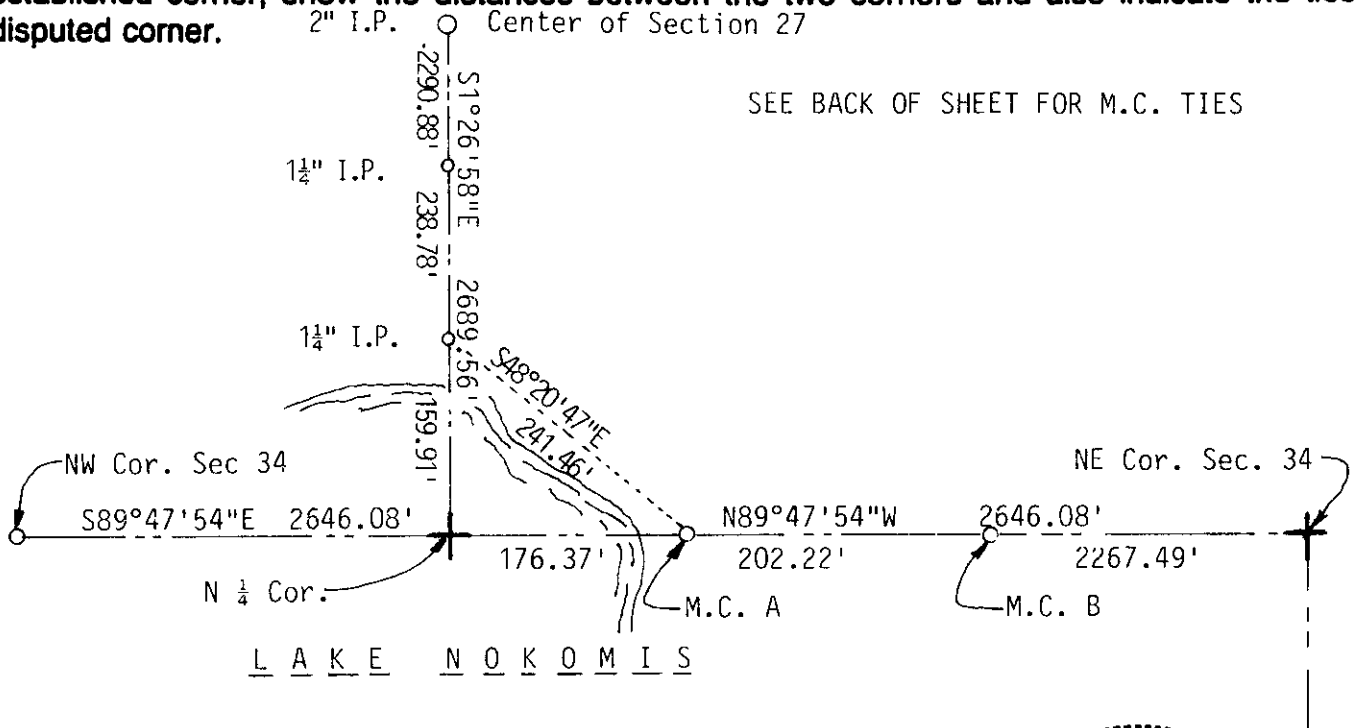 disputed corner.
2" I.P.
Center of Section 27
2290.88'
S1°26'58"E
SEE BACK OF SHEET FOR M.C. TIES
1¼" I.P.
238.78'
2689.56'
1¼" I.P.
S48°20'47"E
241.46'
159.91'
NW Cor. Sec 34
NE Cor. Sec. 34
S89°47'54"E 2646.08'
N89°47'54"W 2646.08'
176.37' 202.22' 2267.49'
N ¼ Cor.
M.C. A
M.C. B
LAKE NOKOMIS